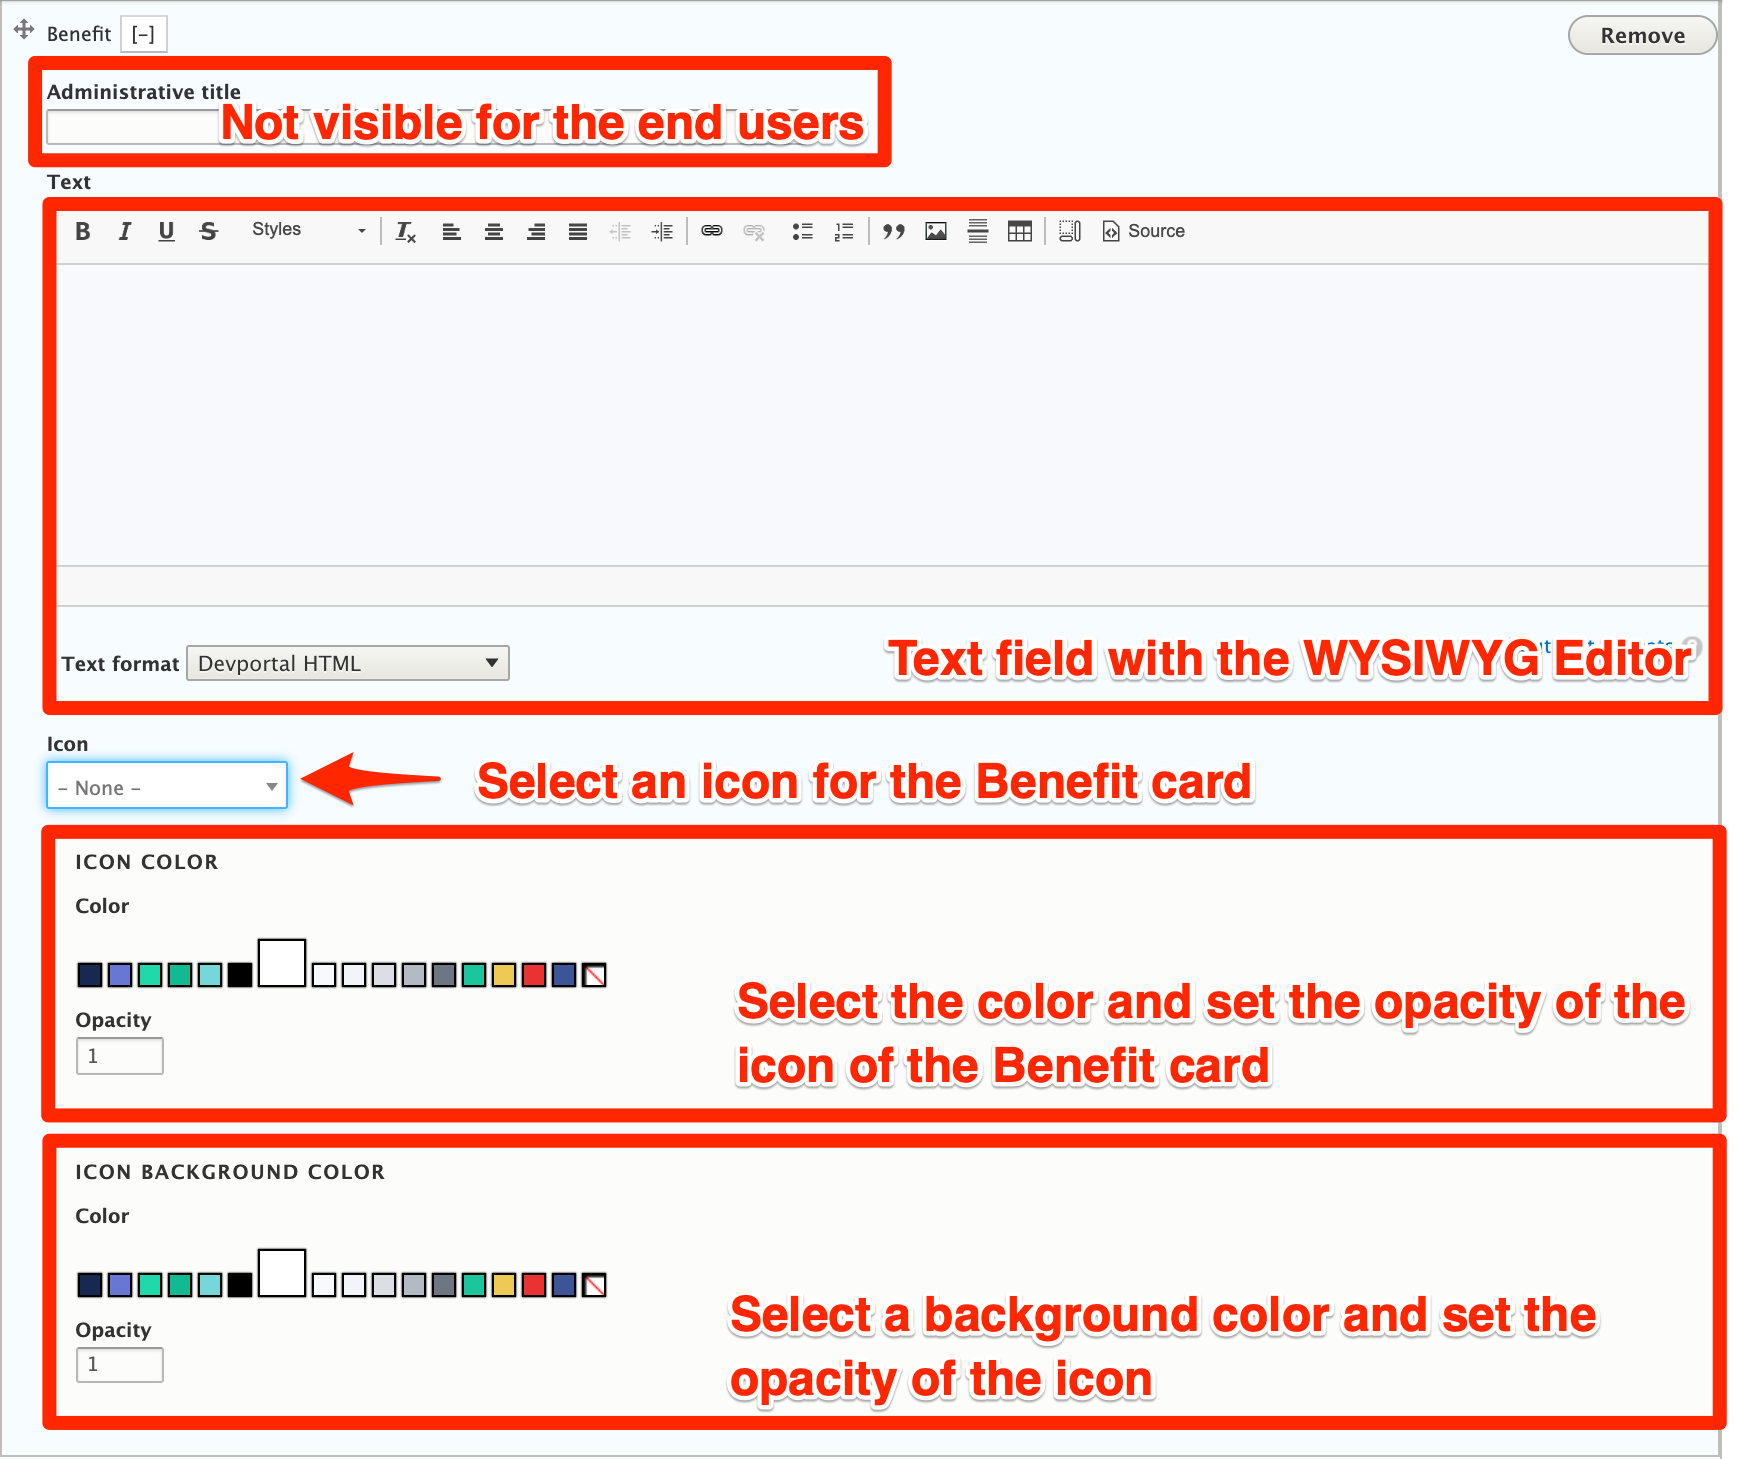 Benefit [–] Remove
Administrative title
Not visible for the end users
Text
B I U S Styles Tx Source
Text format Devportal HTML
Text field with the WYSIWYG Editor
Icon
– None –
Select an icon for the Benefit card
ICON COLOR
Color
Opacity
1
Select the color and set the opacity of the
icon of the Benefit card
ICON BACKGROUND COLOR
Color
Opacity
1
Select a background color and set the
opacity of the icon